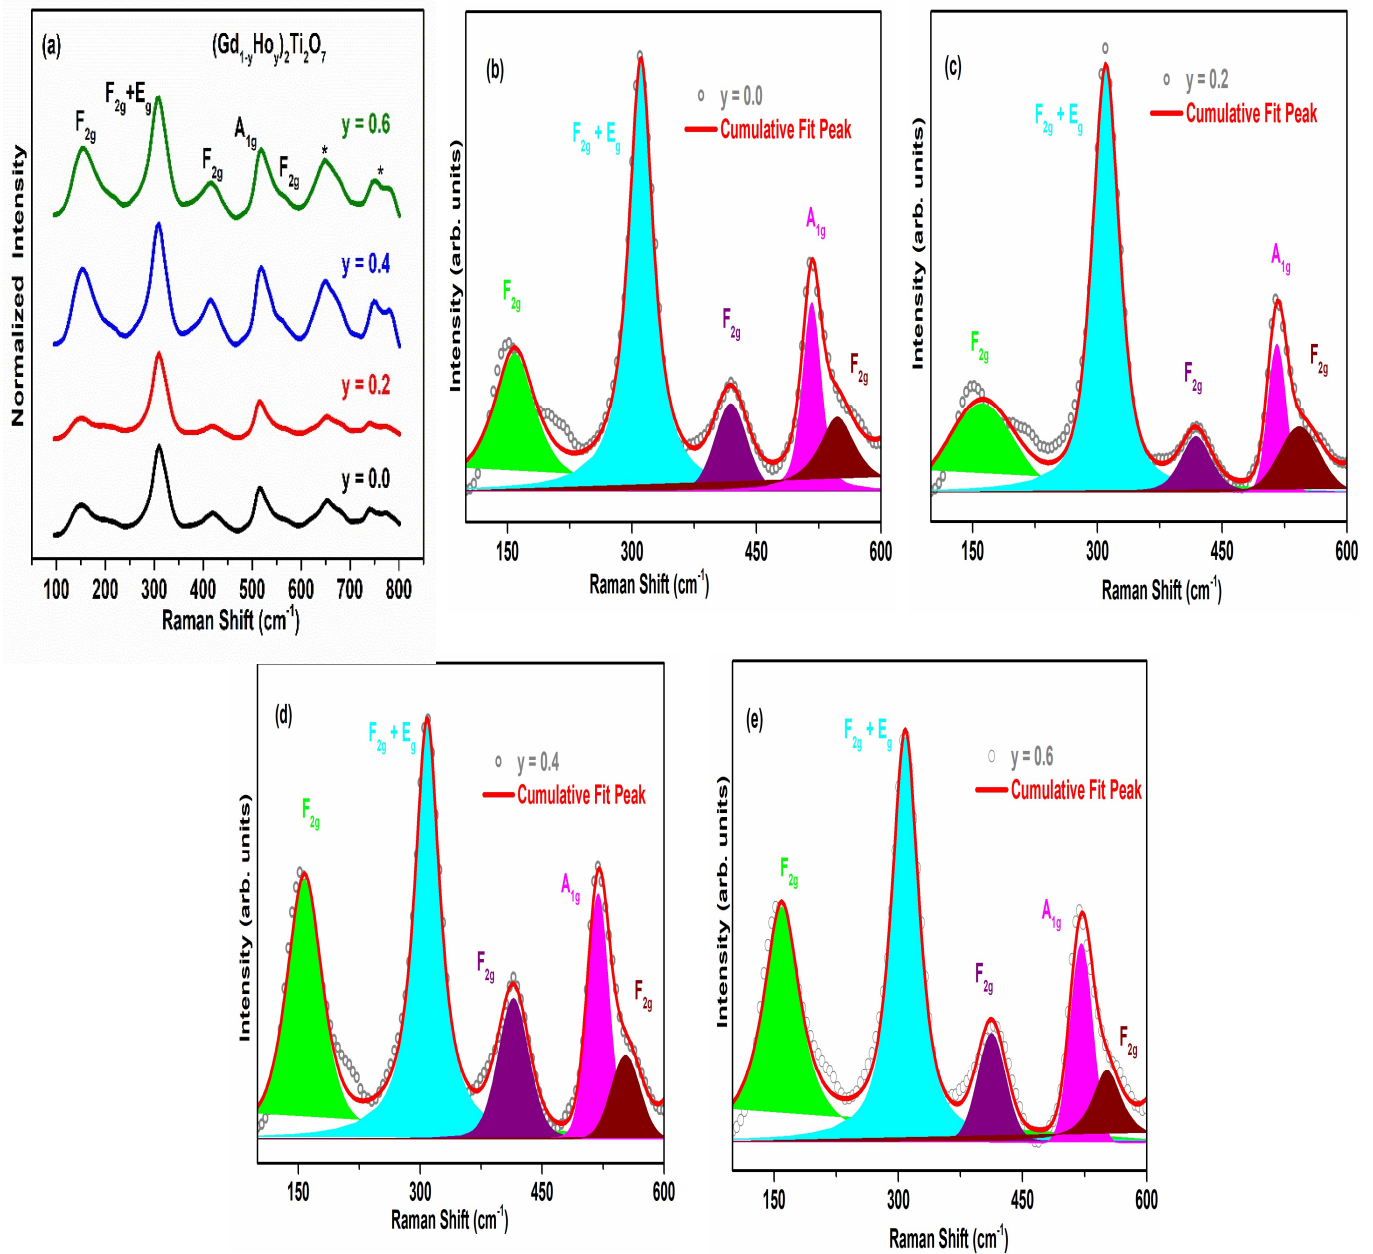 (a)
(Gd1-yHoy)2Ti2O7
F2g
F2g+Eg
F2g
A1g
F2g
*
*
y = 0.6
y = 0.4
y = 0.2
y = 0.0
Normalized Intensity
100 200 300 400 500 600 700 800
Raman Shift (cm-1)
(b)
y = 0.0
Cumulative Fit Peak
F2g + Eg
A1g
F2g
F2g
F2g
Intensity (arb. units)
150 300 450 600
Raman Shift (cm-1)
(c)
y = 0.2
Cumulative Fit Peak
F2g + Eg
A1g
F2g
F2g
F2g
Intensity (arb. units)
150 300 450 600
Raman Shift (cm-1)
(d)
F2g + Eg
y = 0.4
Cumulative Fit Peak
F2g
A1g
F2g
F2g
Intensity (arb. units)
150 300 450 600
Raman Shift (cm-1)
(e)
F2g + Eg
y = 0.6
Cumulative Fit Peak
F2g
A1g
F2g
F2g
Intensity (arb. units)
150 300 450 600
Raman Shift (cm-1)